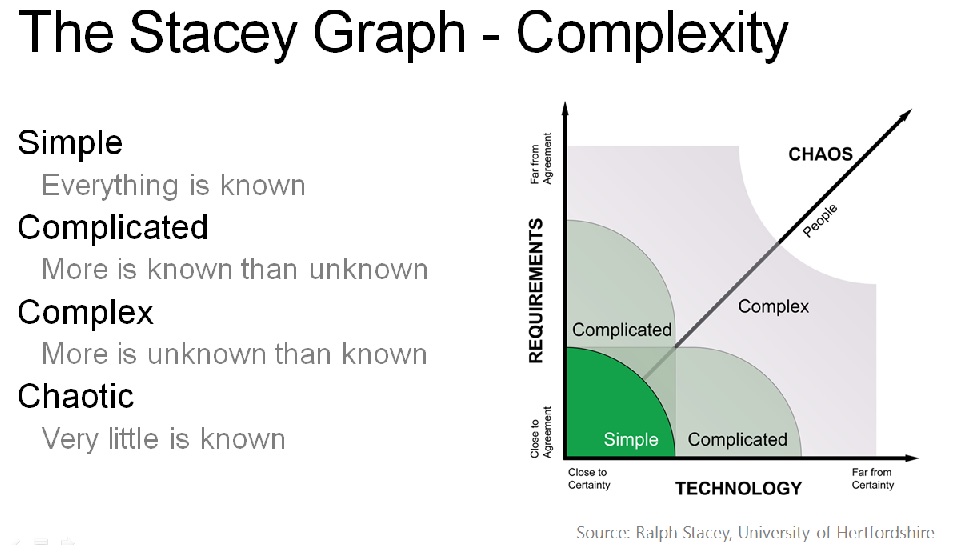 The Stacey Graph - Complexity
Simple
Everything is known
Complicated
More is known than unknown
Complex
More is unknown than known
Chaotic
Very little is known
Far from
Agreement
REQUIREMENTS
Close to
Agreement
CHAOS
People
Complex
Complicated
Simple
Complicated
Close to
Certainty
TECHNOLOGY
Far from
Certainty
Source: Ralph Stacey, University of Hertfordshire